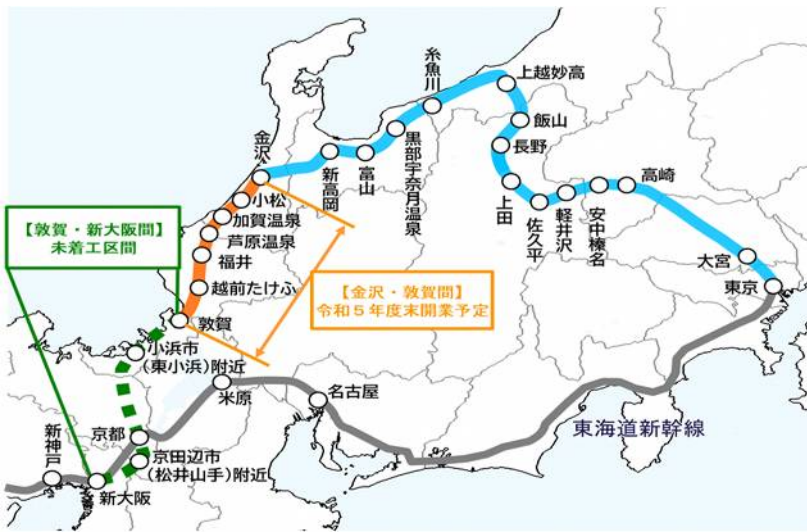 糸魚川
上越妙高
飯山
長野
高崎
金沢
新高岡
富山
黒部宇奈月温泉
上田
佐久平
軽井沢
安中榛名
小松
加賀温泉
芦原温泉
福井
越前たけふ
敦賀
大宮
東京
【敦賀・新大阪間】
未着工区間
【金沢・敦賀間】
令和5年度末開業予定
小浜市
(東小浜)附近
米原
名古屋
東海道新幹線
京都
新神戸
京田辺市
(松井山手)附近
新大阪